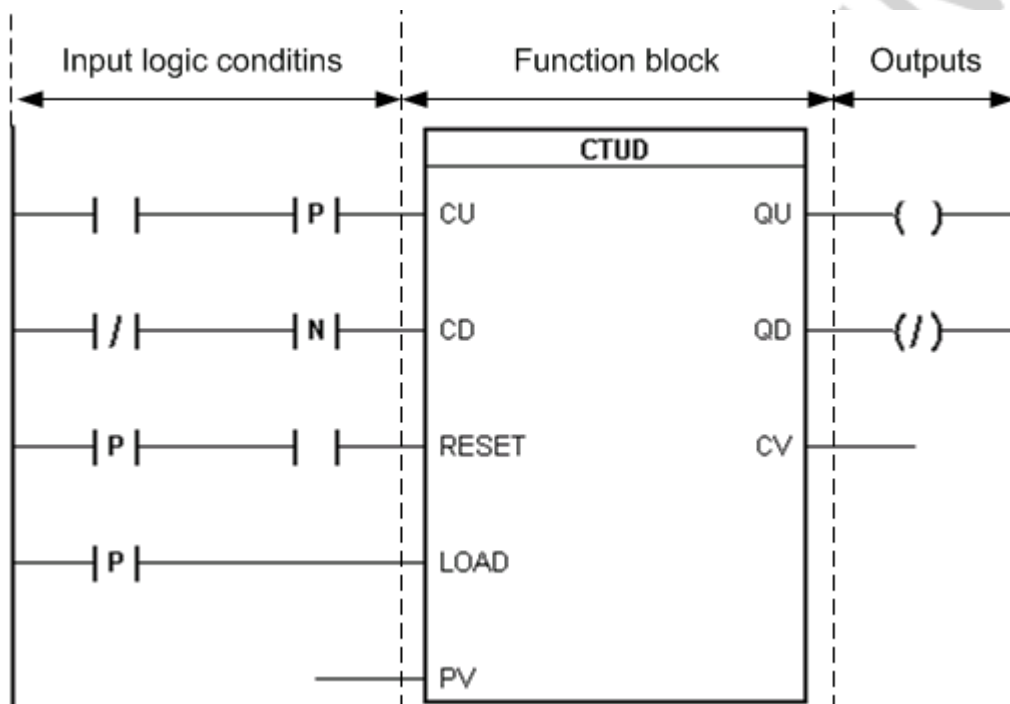 Input logic conditins Function block Outputs
CTUD
P CU QU ( )
/ N CD QD (/)
P RESET CV
P LOAD
PV